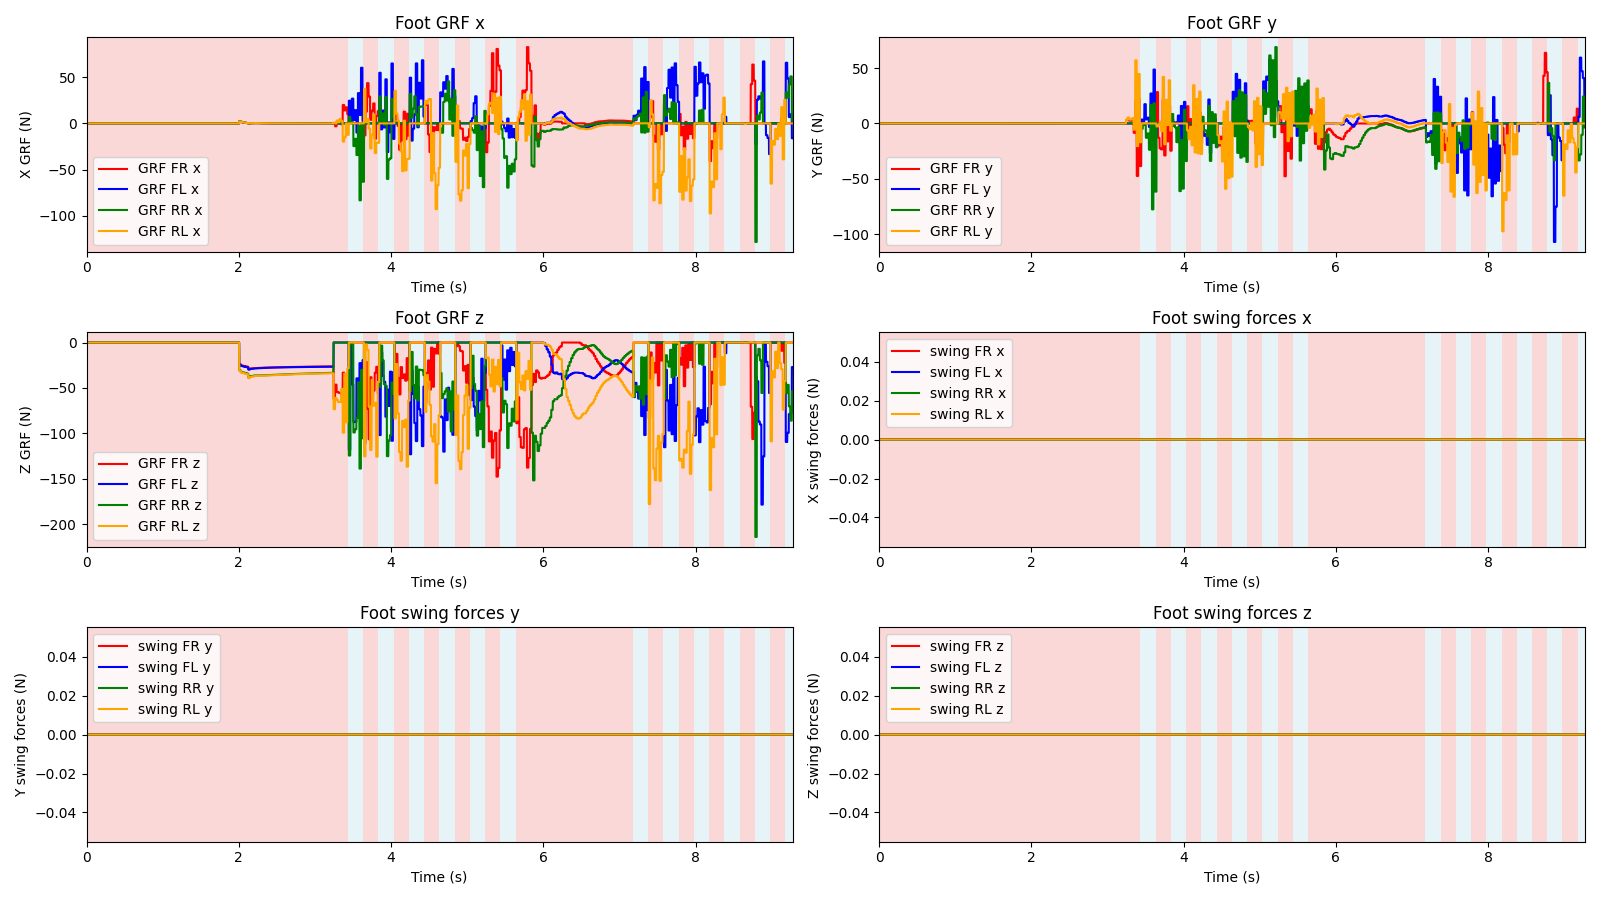 Foot GRF x
X GRF (N)
50
0
−50
−100
GRF FR x
GRF FL x
GRF RR x
GRF RL x
0 2 4 6 8
Time (s)
Foot GRF y
Y GRF (N)
50
0
−50
−100
GRF FR y
GRF FL y
GRF RR y
GRF RL y
0 2 4 6 8
Time (s)
Foot GRF z
Z GRF (N)
0
−50
−100
−150
−200
GRF FR z
GRF FL z
GRF RR z
GRF RL z
0 2 4 6 8
Time (s)
Foot swing forces x
X swing forces (N)
0.04
0.02
0.00
−0.02
−0.04
swing FR x
swing FL x
swing RR x
swing RL x
0 2 4 6 8
Time (s)
Foot swing forces y
Y swing forces (N)
0.04
0.02
0.00
−0.02
−0.04
swing FR y
swing FL y
swing RR y
swing RL y
0 2 4 6 8
Time (s)
Foot swing forces z
Z swing forces (N)
0.04
0.02
0.00
−0.02
−0.04
swing FR z
swing FL z
swing RR z
swing RL z
0 2 4 6 8
Time (s)